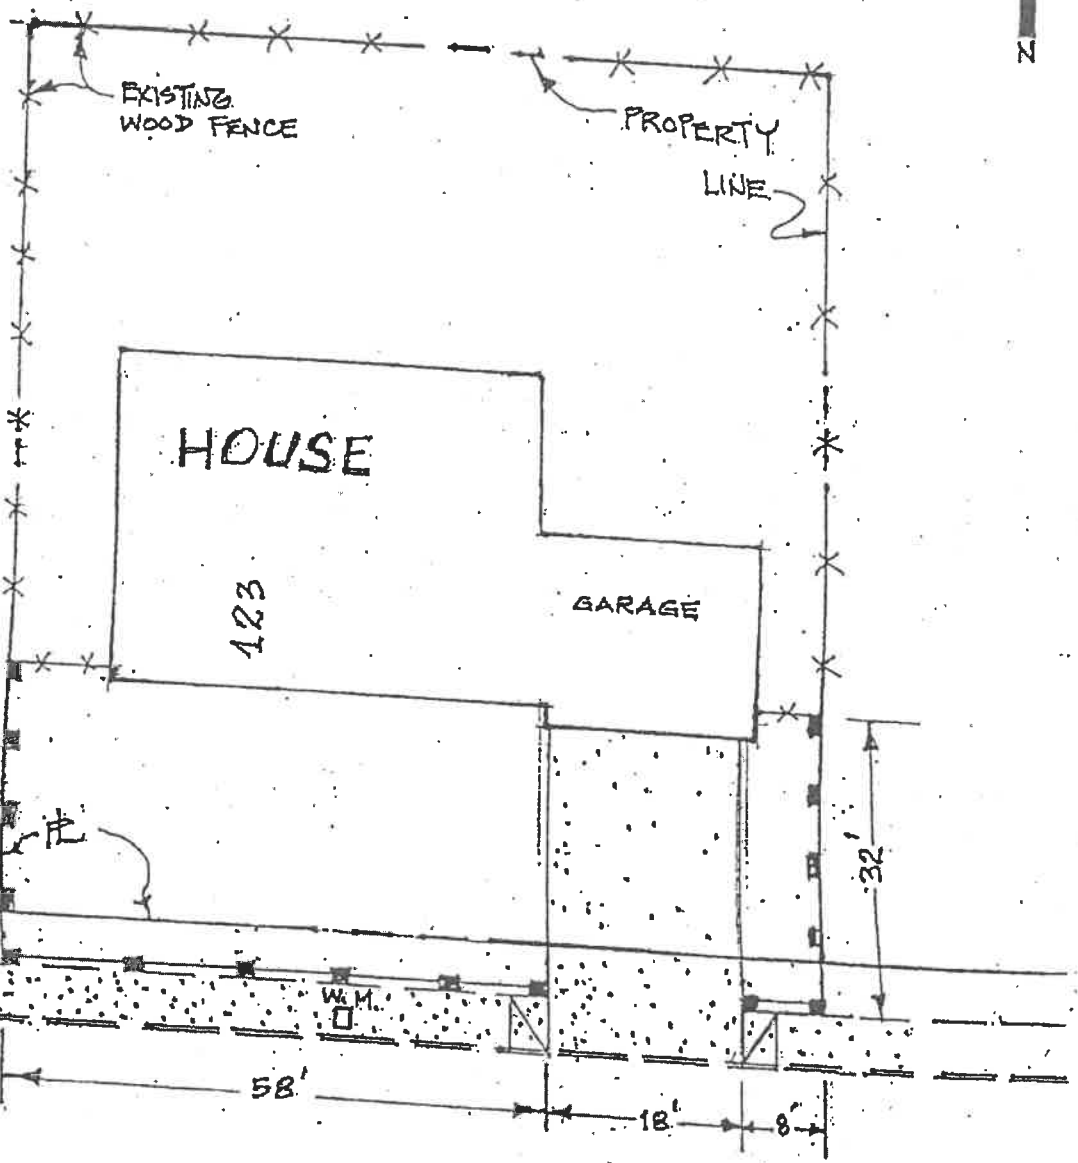 N
EXISTING
WOOD FENCE
PROPERTY
LINE
HOUSE
123
GARAGE
PL
32'
W.M.
58'
18'
8'